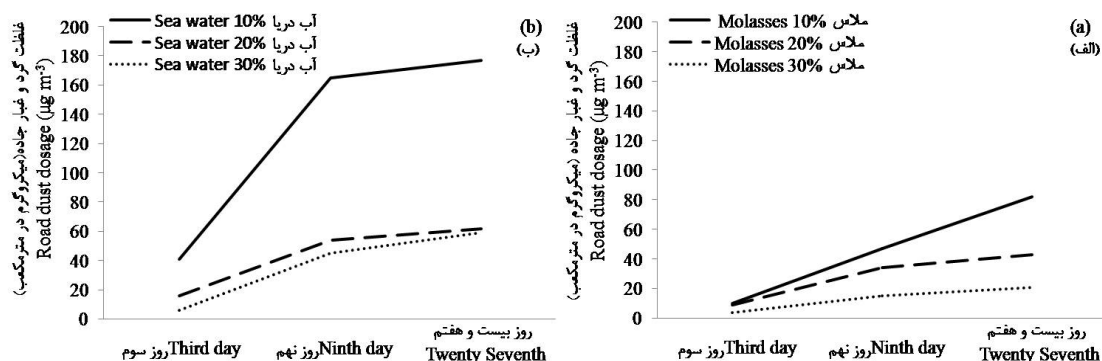 غلظت گرد و غبار جاده(میکروگرم در مترمکعب)
Road dust dosage (µg m-3)
200
180
160
140
120
100
80
60
40
20
0
Sea water 10% آب دریا
Sea water 20% آب دریا
Sea water 30% آب دریا
(b)
(ب)
روز سوم Third day
روز نهم Ninth day
روز بیست و هفتم
Twenty Seventh
غلظت گرد و غبار جاده (میکروگرم در مترمکعب)
Road dust dosage (µg m-3)
200
180
160
140
120
100
80
60
40
20
0
Molasses 10% ملاس
Molasses 20% ملاس
Molasses 30% ملاس
(a)
(الف)
روز سوم Third day
روز نهم Ninth day
روز بیست و هفتم
Twenty Seventh